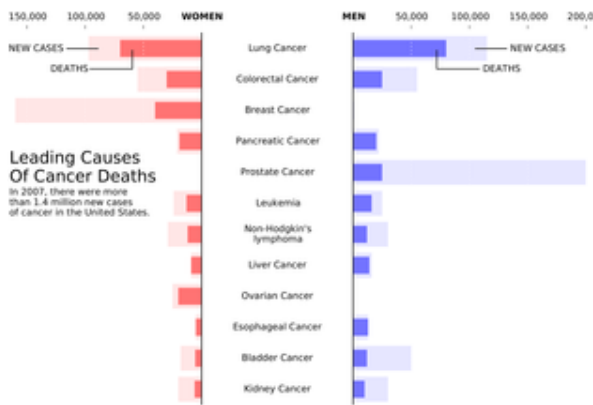 150,000 100,000 50,000 WOMEN MEN 50,000 100,000 150,000
NEW CASES Lung Cancer NEW CASES
DEATHS DEATHS
Colorectal Cancer
Breast Cancer
Pancreatic Cancer
Leading Causes
Of Cancer Deaths
In 2007, there were more
than 1.4 million new cases
of cancer in the United States.
Prostate Cancer
Leukemia
Non-Hodgkin's
lymphoma
Liver Cancer
Ovarian Cancer
Esophageal Cancer
Bladder Cancer
Kidney Cancer